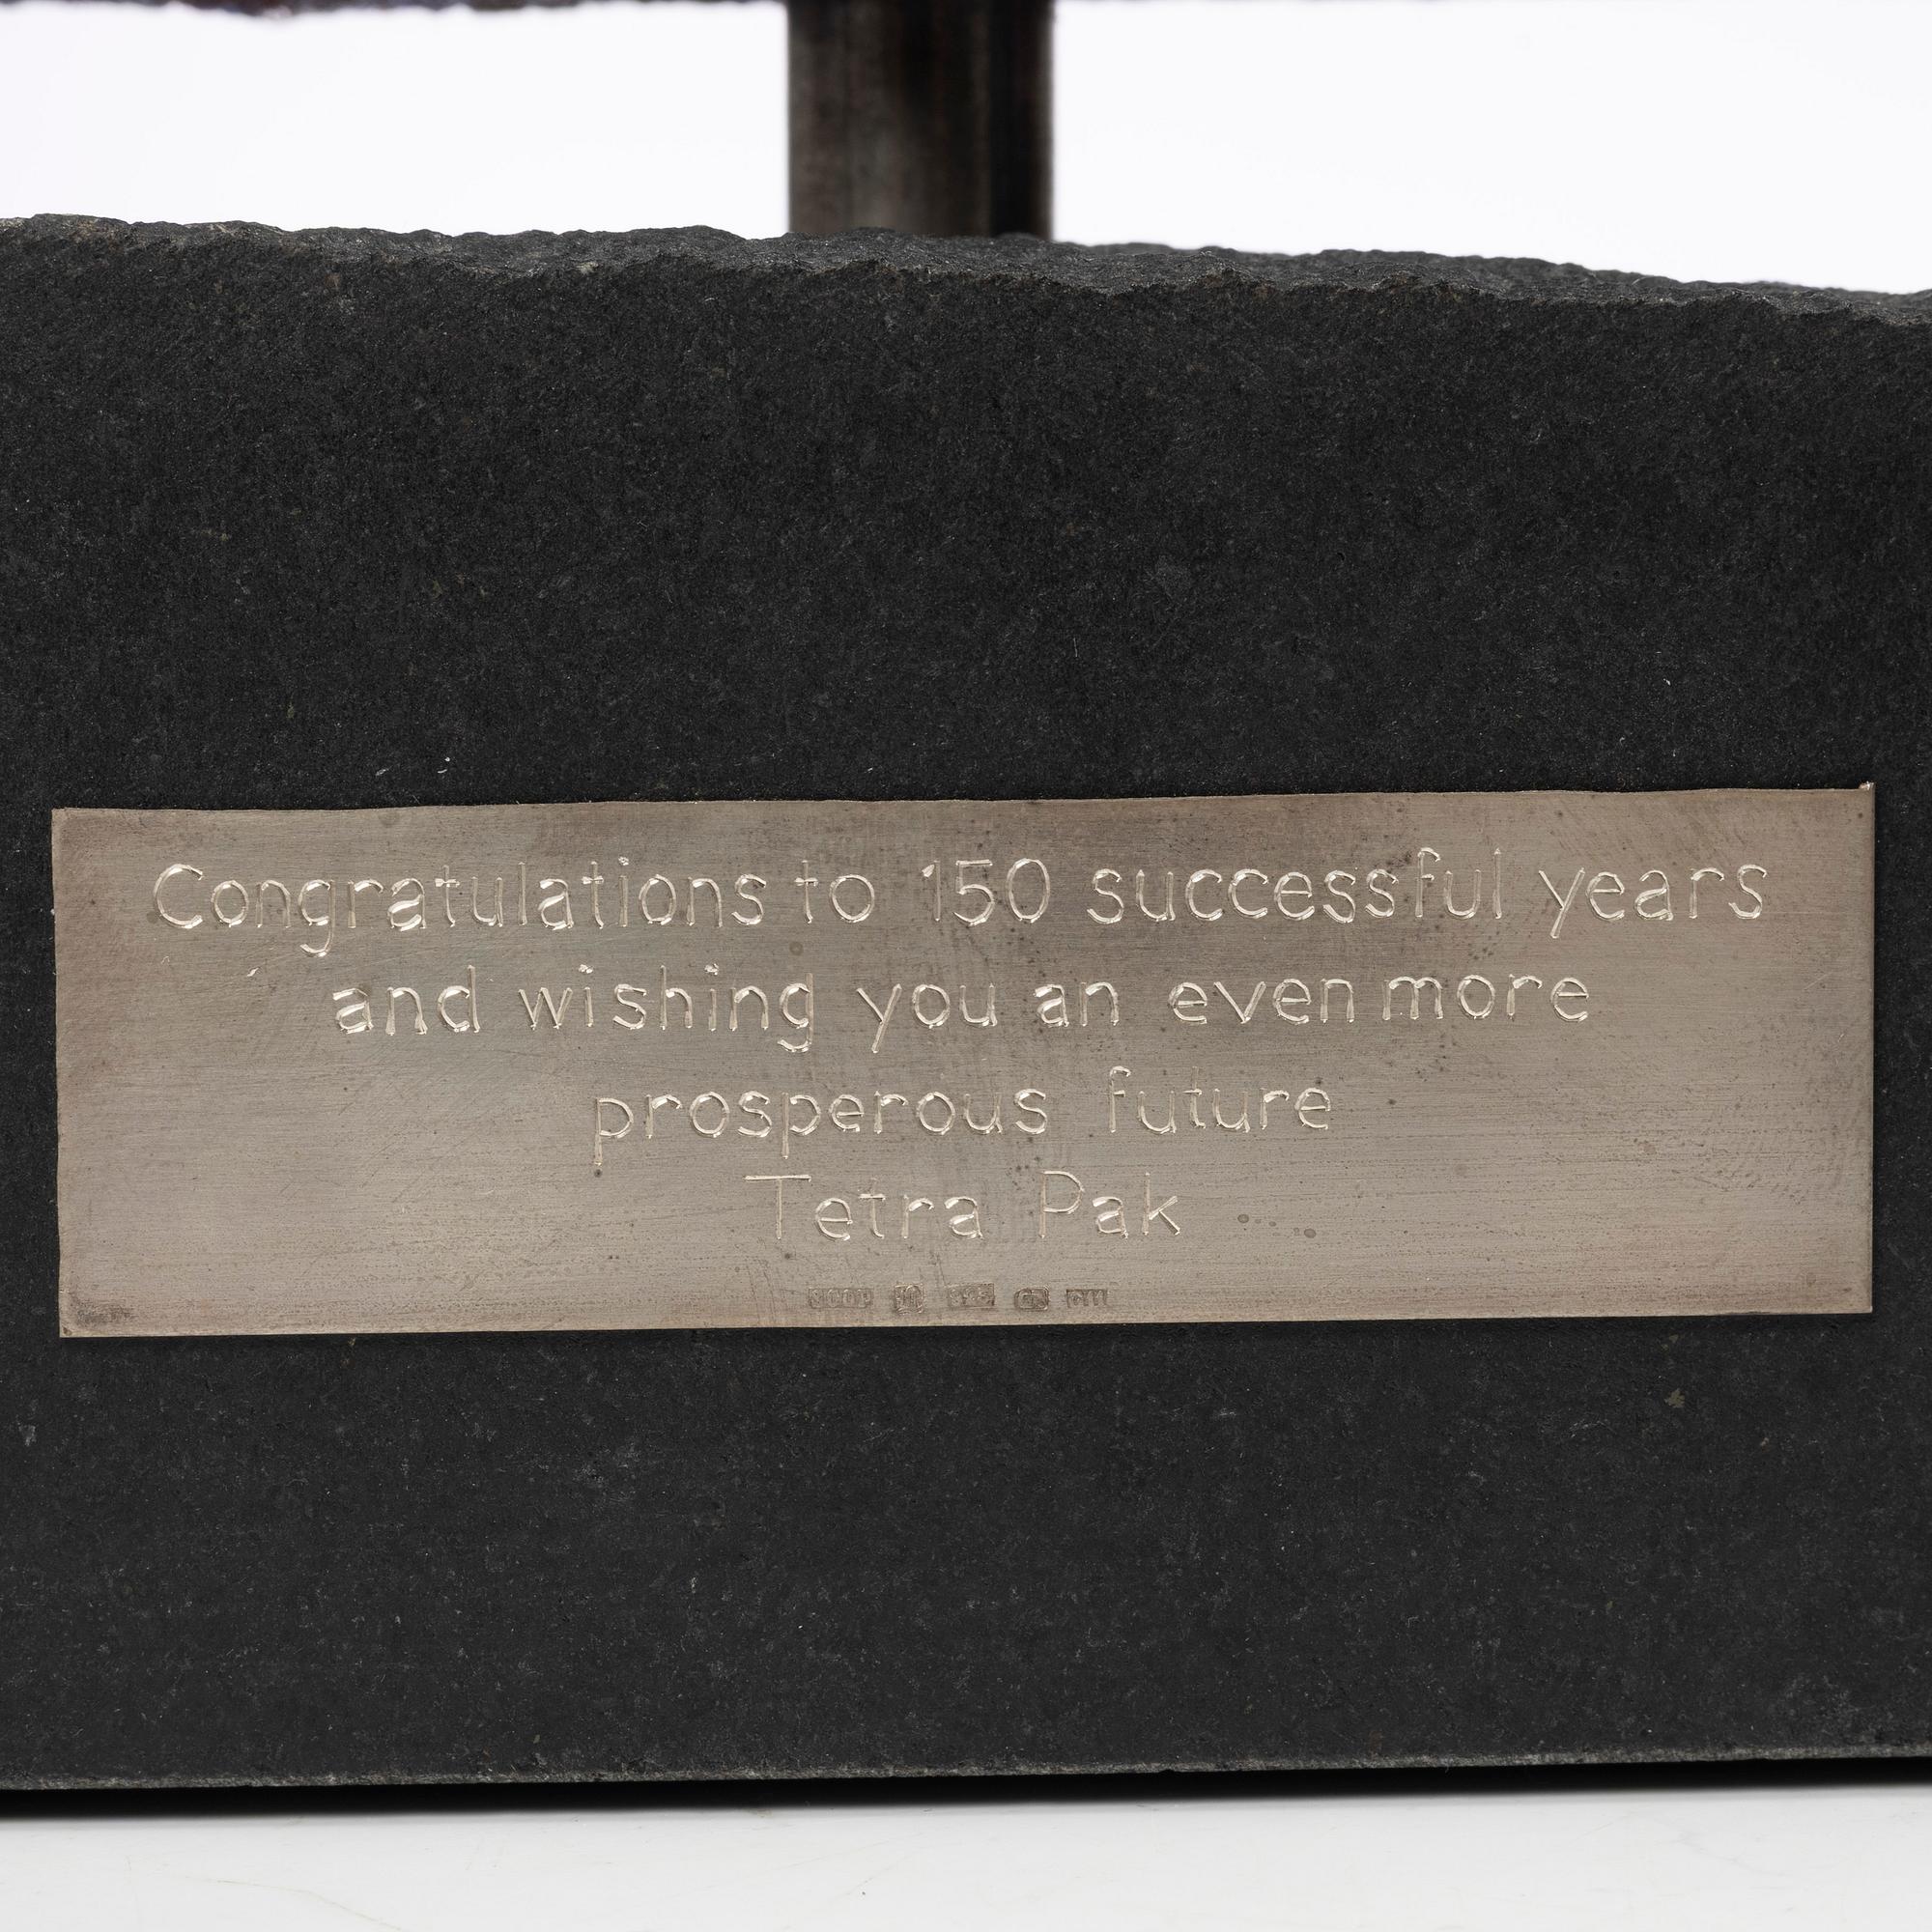 Congratulations to 150 successful years
and wishing you an even more
prosperous future
Tetra Pak